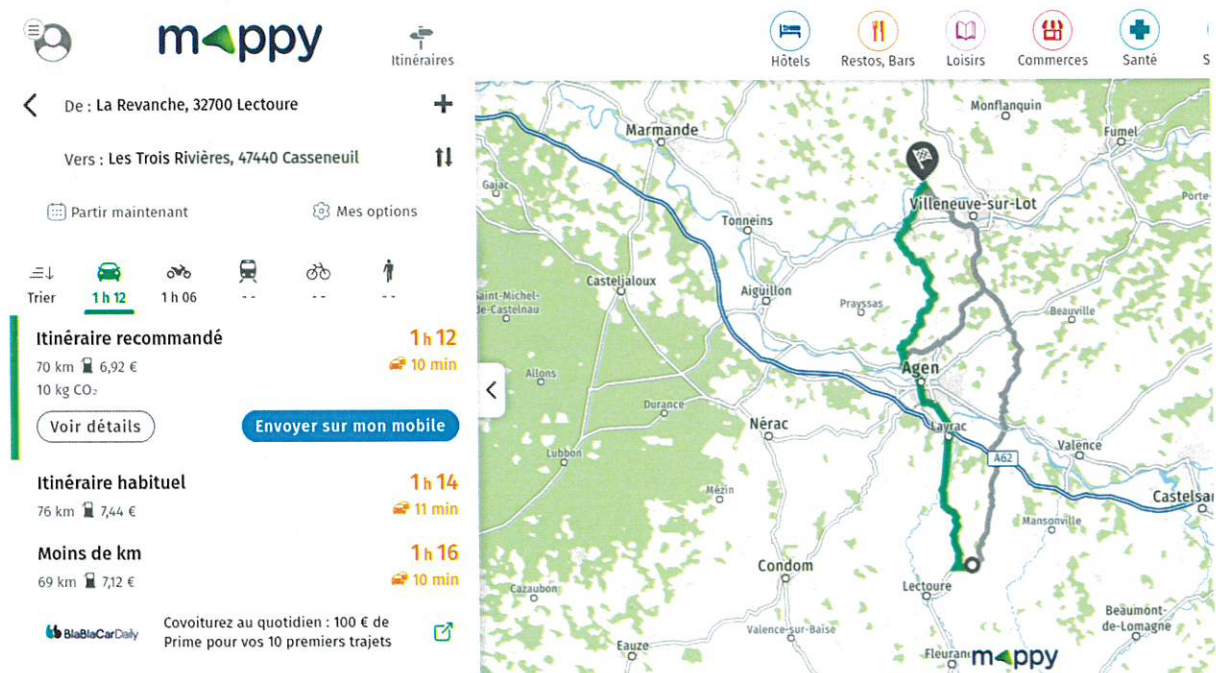 mappy
Itinéraires
Hôtels
Restos, Bars
Loisirs
Commerces
Santé
S
De : La Revanche, 32700 Lectoure
Vers : Les Trois Rivières, 47440 Casseneuil
Partir maintenant
Mes options
Trier
1 h 12
1 h 06
- -
- -
- -
Itinéraire recommandé
1 h 12
70 km 6,92 €
10 min
10 kg CO₂
Voir détails
Envoyer sur mon mobile
Itinéraire habituel
1 h 14
76 km 7,44 €
11 min
Moins de km
1 h 16
69 km 7,12 €
10 min
BlaBlaCarDaily
Covoiturez au quotidien : 100 € de
Prime pour vos 10 premiers trajets
Monflanquin
Marmande
Fumel
Gajac
Villeneuve-sur-Lot
Porte-
Tonneins
Casteljaloux
Aiguillon
Saint-Michel-
de-Castelnau
Prayssas
Beauville
Allons
Agen
Durance
Nérac
Layrac
Valence
Lubbon
A62
Mézin
Castelsar
Mansonville
Condom
Lectoure
Cazaubon
Beaumont-
de-Lomagne
Valence-sur-Baise
Eauze
Fleuranc
mappy